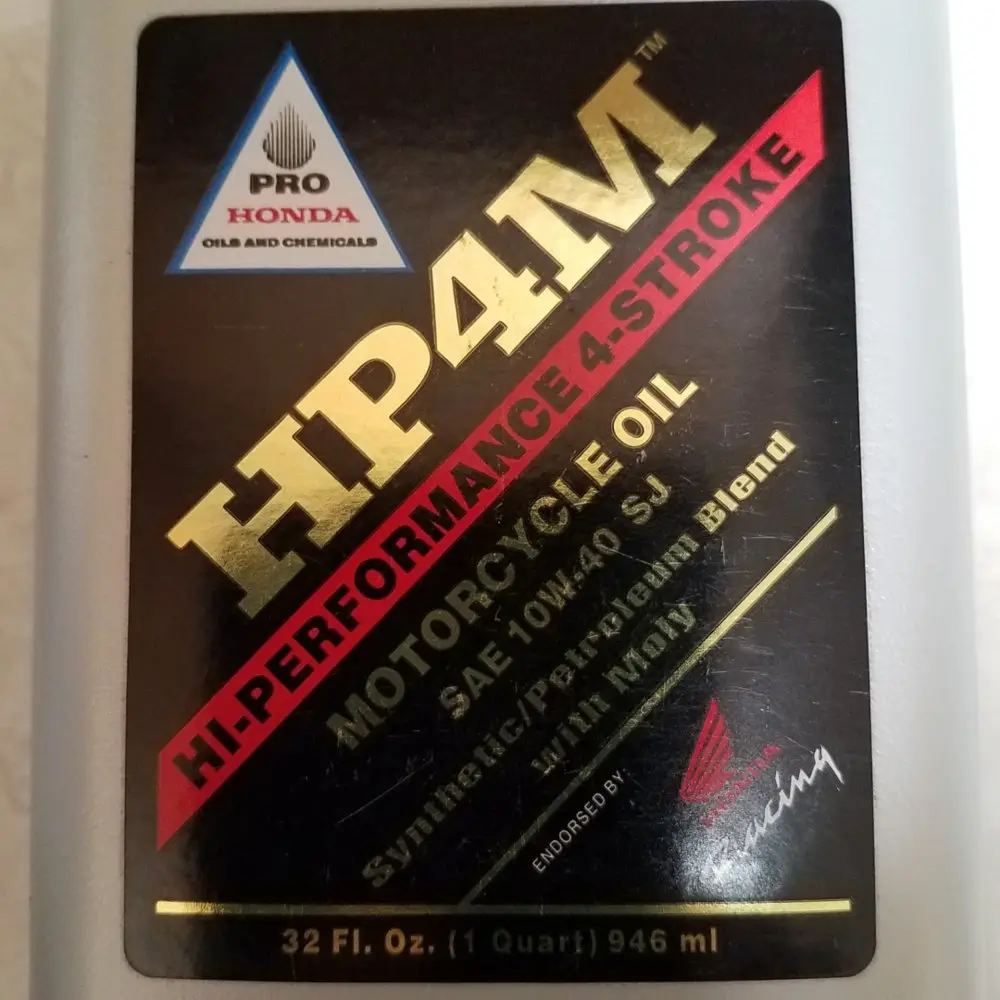 PRO
HONDA
OILS AND CHEMICALS
HP4M™
HI-PERFORMANCE 4-STROKE
MOTORCYCLE OIL
SAE 10W-40 SJ
Synthetic/Petroleum Blend
with Moly
ENDORSED BY:
HONDA
Racing
32 Fl. Oz. (1 Quart) 946 ml